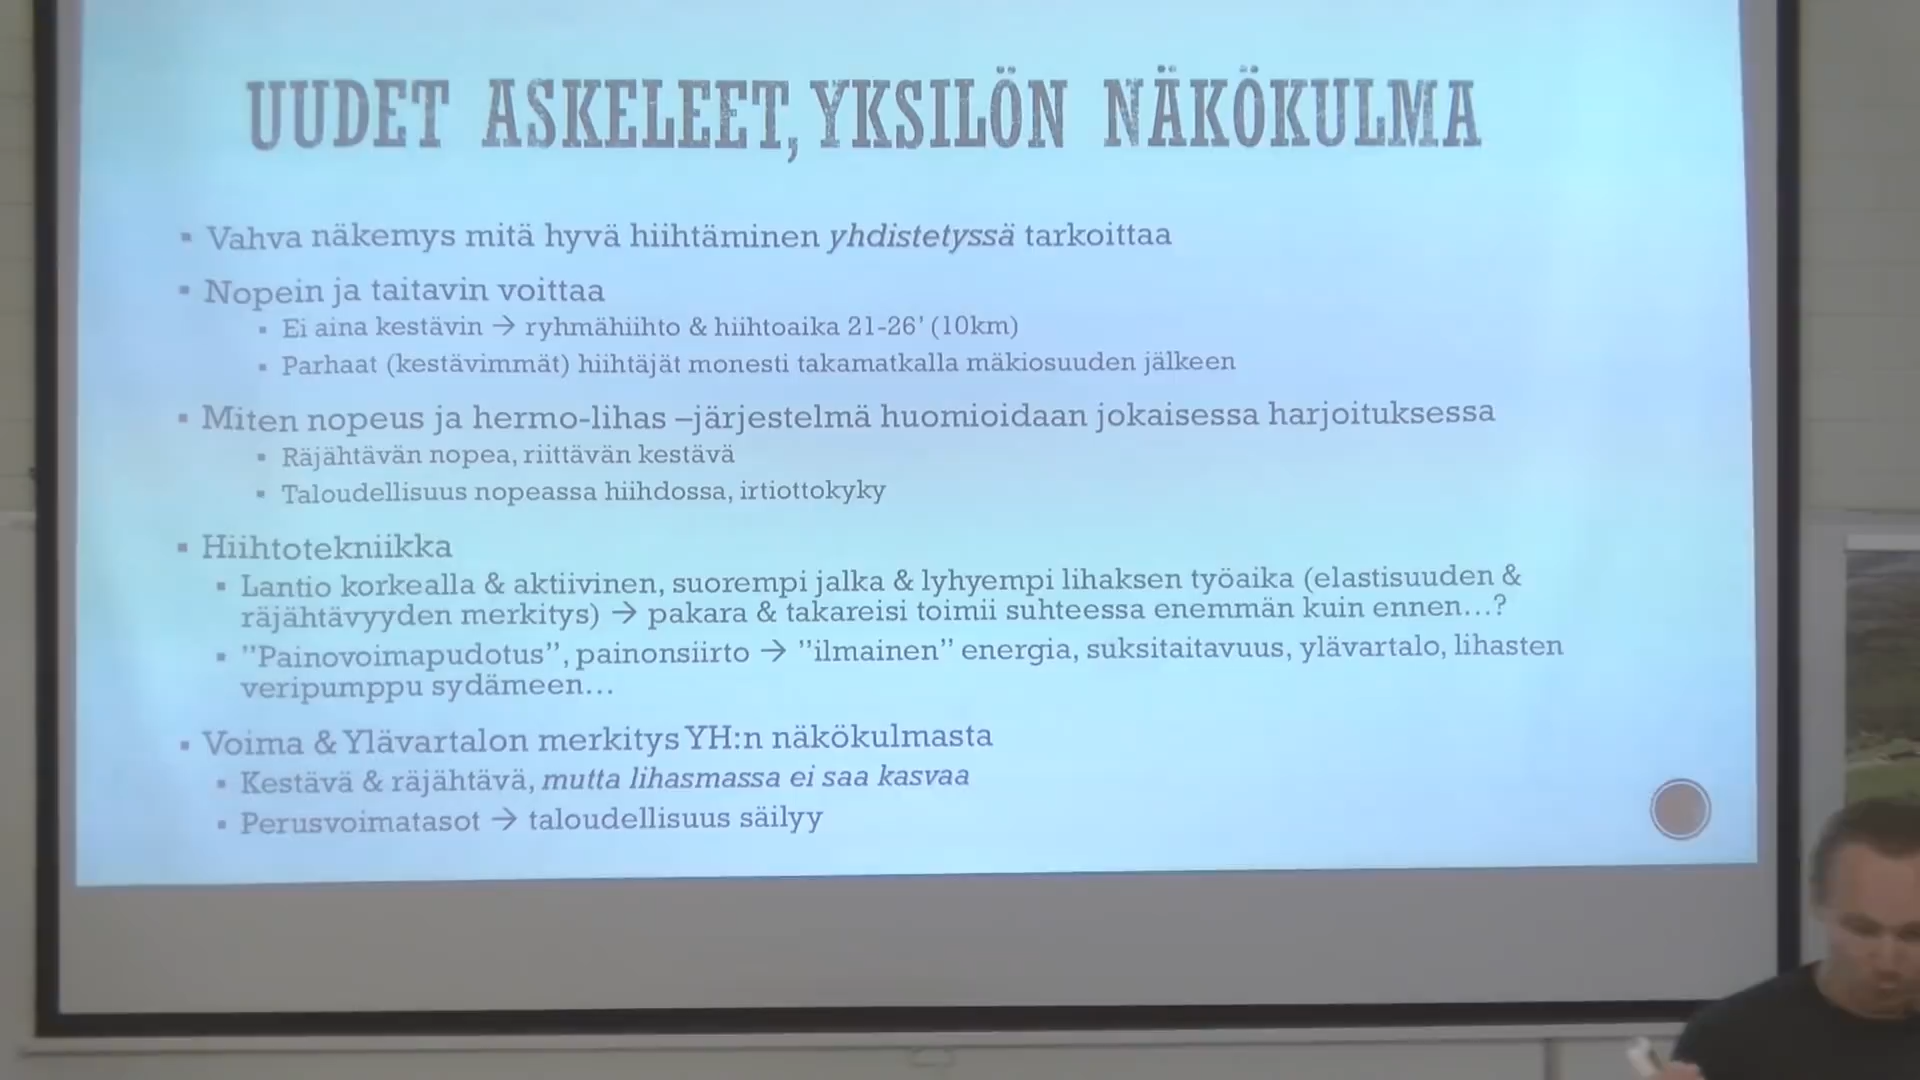 UUDET ASKELEET, YKSILÖN NÄKÖKULMA
▪ Vahva näkemys mitä hyvä hiihtäminen yhdistetyssä tarkoittaa
▪ Nopein ja taitavin voittaa
▪ Ei aina kestävin → ryhmähiihto & hiihtoaika 21-26' (10km)
▪ Parhaat (kestävimmät) hiihtäjät monesti takamatkalla mäkiosuuden jälkeen
▪ Miten nopeus ja hermo-lihas –järjestelmä huomioidaan jokaisessa harjoituksessa
▪ Räjähtävän nopea, riittävän kestävä
▪ Taloudellisuus nopeassa hiihdossa, irtiottokyky
▪ Hiihtotekniikka
▪ Lantio korkealla & aktiivinen, suorempi jalka & lyhyempi lihaksen työaika (elastisuuden &
räjähtävyyden merkitys) → pakara & takareisi toimii suhteessa enemmän kuin ennen…?
▪ "Painovoimapudotus", painonsiirto → "ilmainen" energia, suksitaitavuus, ylävartalo, lihasten
veripumppu sydämeen…
▪ Voima & Ylävartalon merkitys YH:n näkökulmasta
▪ Kestävä & räjähtävä, mutta lihasmassa ei saa kasvaa
▪ Perusvoimatasot → taloudellisuus säilyy